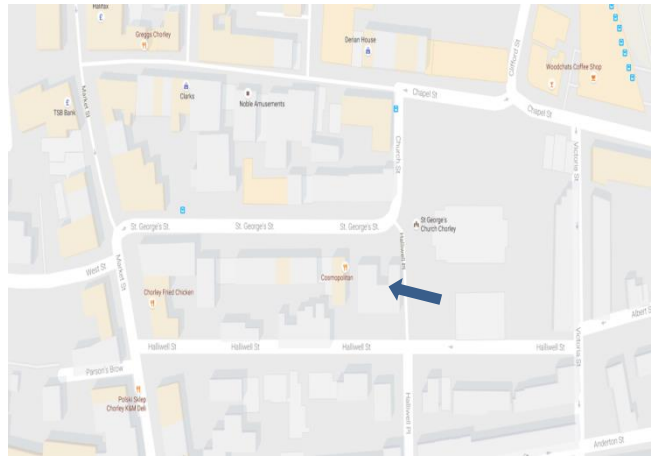 Halifax
£
Greggs Chorley
Derian House
Clifford St
Woodchats Coffee Shop
TSB Bank
£
Market St
Clarks
Noble Amusements
Chapel St
Chapel St
Church St
Victoria St
St. George's St
St. George's St
St. George's St
St George's
Church Chorley
Halliwell Pl
West St
Market St
Cosmopolitan
Chorley Fried Chicken
Albert S
Halliwell St
Halliwell St
Halliwell St
Halliwell St
Victoria St
Parson's Brow
Polski Sklep
Chorley K&M Deli
Halliwell Pl
Anderton St